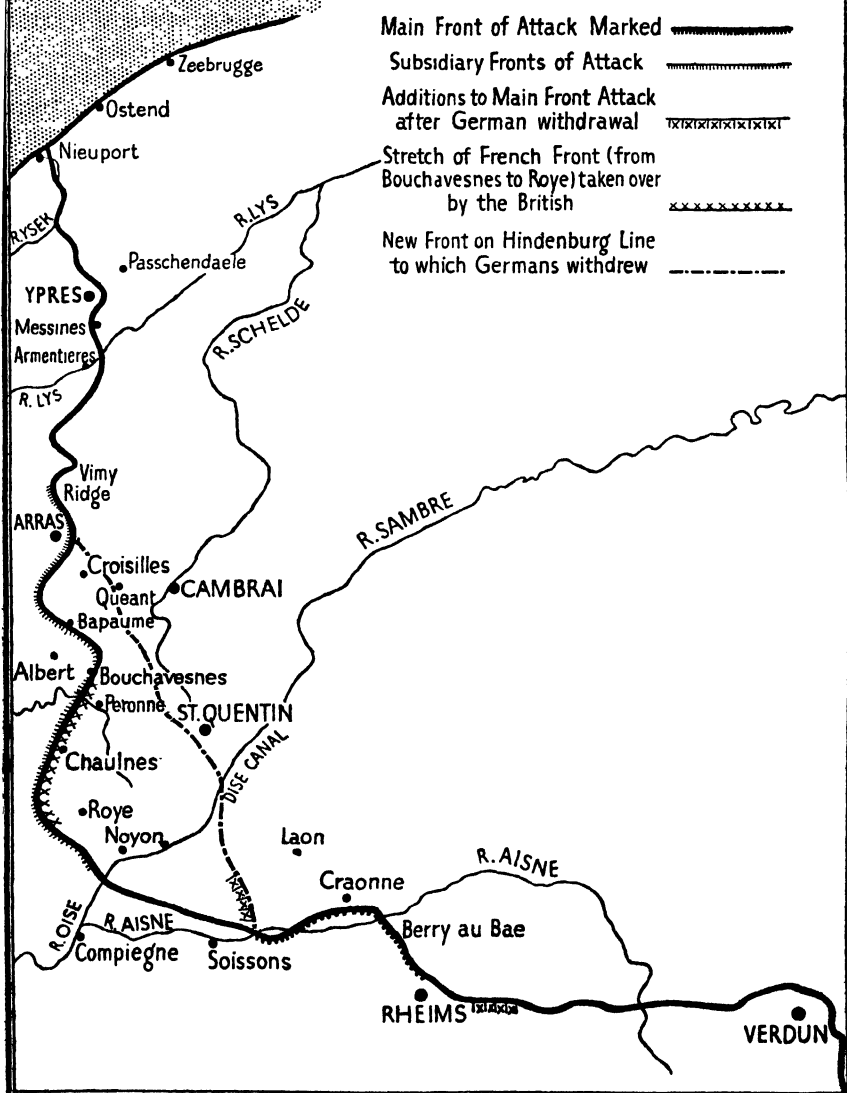 Main Front of Attack Marked
Subsidiary Fronts of Attack
Additions to Main Front Attack
after German withdrawal
Stretch of French Front (from
Bouchavesnes to Roye) taken over
by the British
New Front on Hindenburg Line
to which Germans withdrew
Zeebrugge
Ostend
Nieuport
R.YSEK
R.LYS
Passchendaele
YPRES
Messines
Armentieres
R. LYS
R.SCHELDE
Vimy
Ridge
ARRAS
R.SAMBRE
Croisilles
Queant
CAMBRAI
Bapaume
Albert
Bouchavesnes
Peronne
ST.QUENTIN
Chaulnes
DISE CANAL
Roye
Noyon
Laon
Craonne
R.AISNE
R.OISE
R.AISNE
Berry au Bae
Compiegne
Soissons
RHEIMS
VERDUN